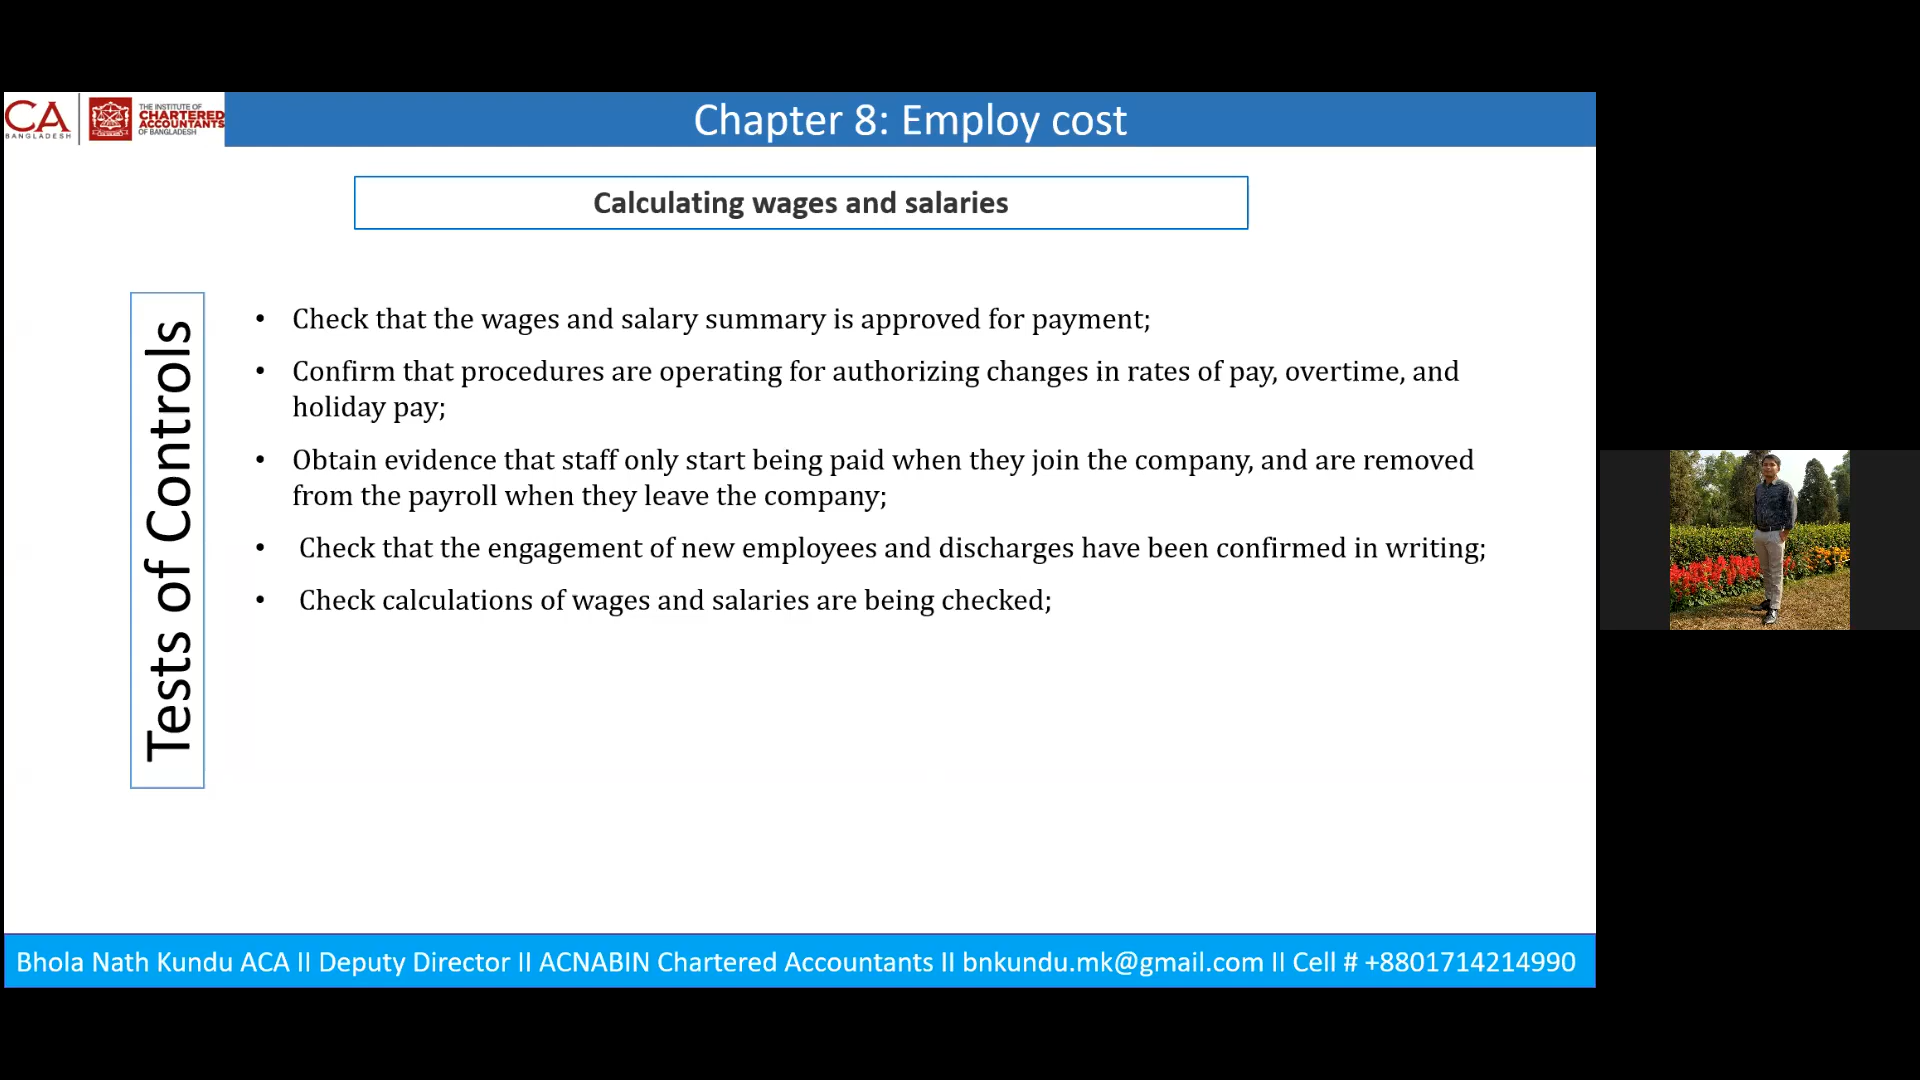 CA
BANGLADESH
THE INSTITUTE OF
CHARTERED
ACCOUNTANTS
OF BANGLADESH
Chapter 8: Employ cost
Calculating wages and salaries
Tests of Controls
• Check that the wages and salary summary is approved for payment;
• Confirm that procedures are operating for authorizing changes in rates of pay, overtime, and
holiday pay;
• Obtain evidence that staff only start being paid when they join the company, and are removed
from the payroll when they leave the company;
• Check that the engagement of new employees and discharges have been confirmed in writing;
• Check calculations of wages and salaries are being checked;
Bhola Nath Kundu ACA II Deputy Director II ACNABIN Chartered Accountants II bnkundu.mk@gmail.com II Cell # +8801714214990